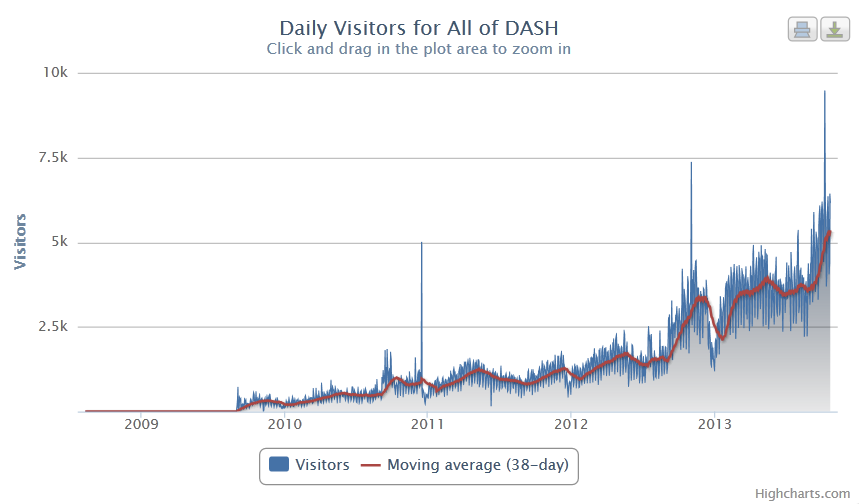 Daily Visitors for All of DASH
Click and drag in the plot area to zoom in
10k
7.5k
5k
2.5k
Visitors
2009 2010 2011 2012 2013
Visitors Moving average (38-day)
Highcharts.com